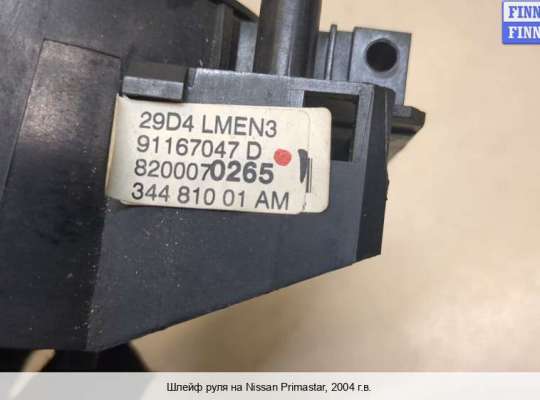 FINN
FINN
29D4 LMEN3
91167047 D
8200070265
344 810 01 AM
Шлейф руля на Nissan Primastar, 2004 г.в.